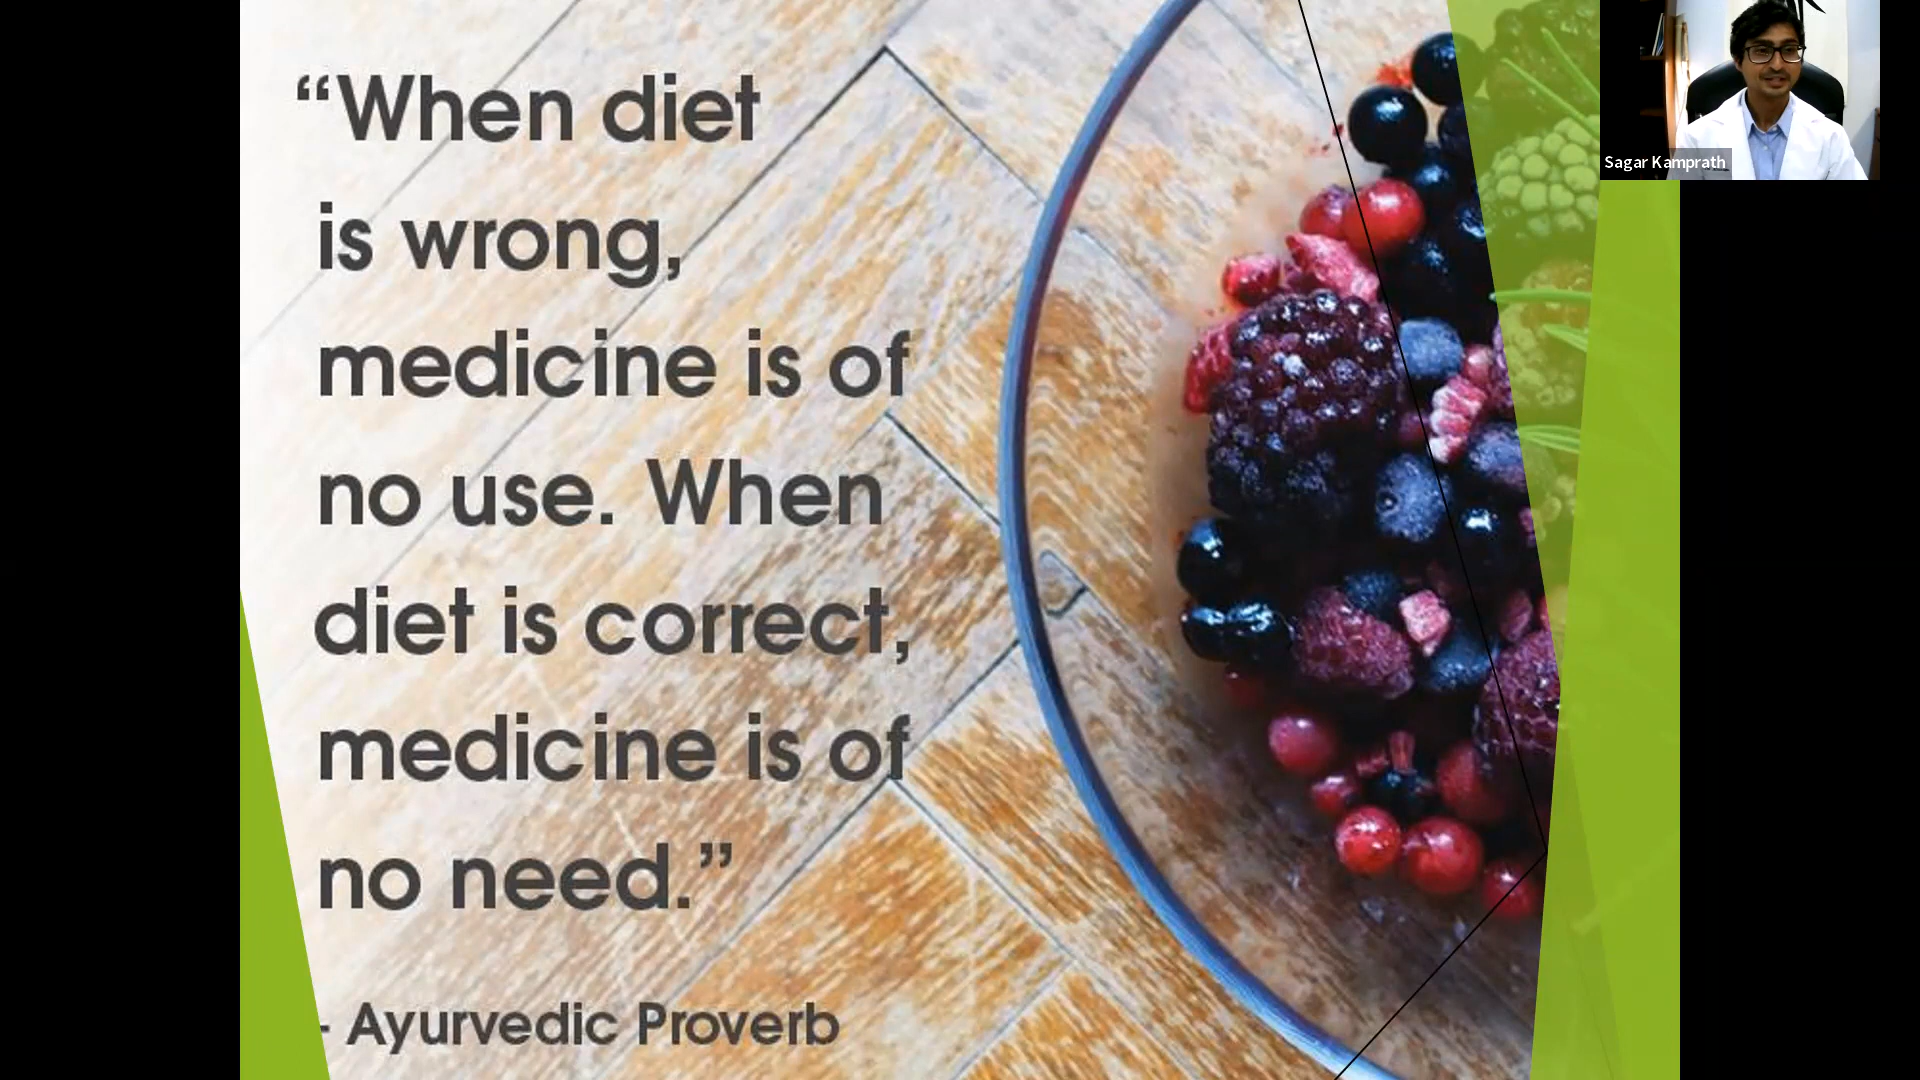 “When diet
is wrong,
medicine is of
no use. When
diet is correct,
medicine is of
no need.”
- Ayurvedic Proverb
Sagar Kamprath